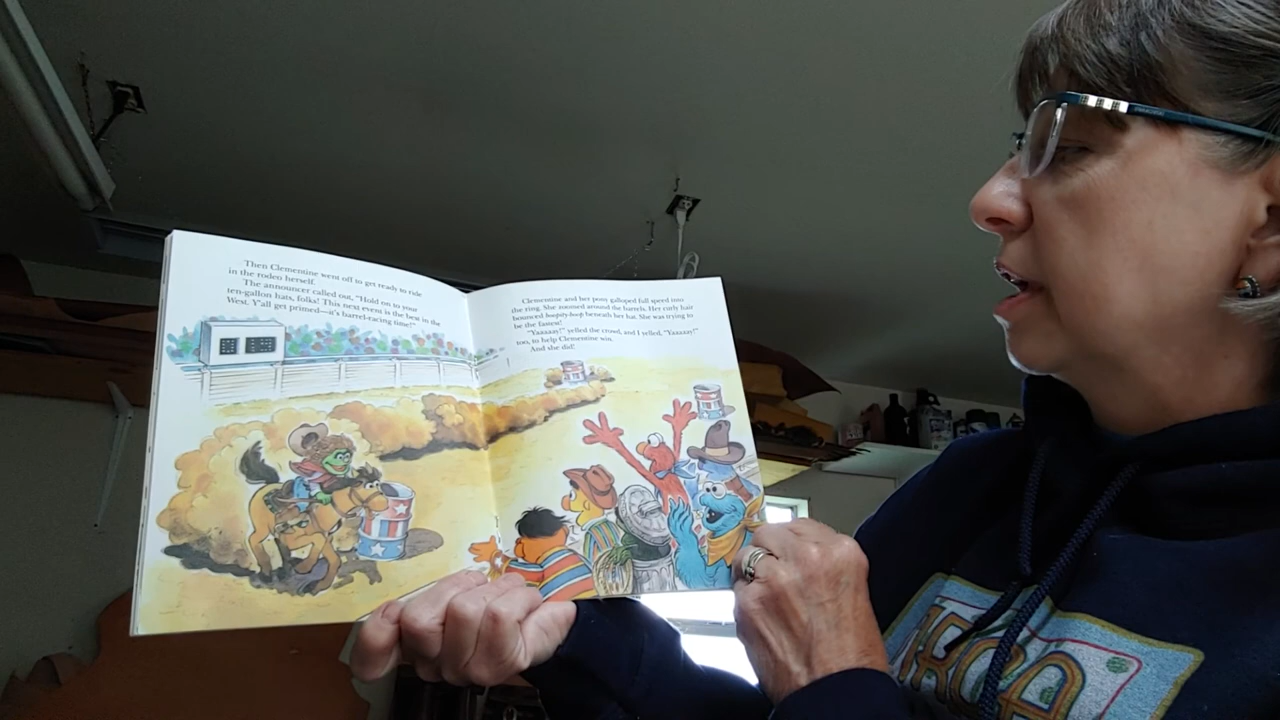 Then Clementine went off to get ready to ride
in the rodeo herself.
The announcer called out, "Hold on to your
ten-gallon hats, folks! This next event is the best in the
West. Y'all get primed—it's barrel-racing time!"
Clementine and her pony galloped full speed into
the ring. She zoomed around the barrels. Her curly hair
bounced hoopity-loop beneath her hat. She was trying to
be the fastest!
"Yaaaaay!" yelled the crowd, and I yelled, "Yaaaaay!"
too, to help Clementine win.
And she did!